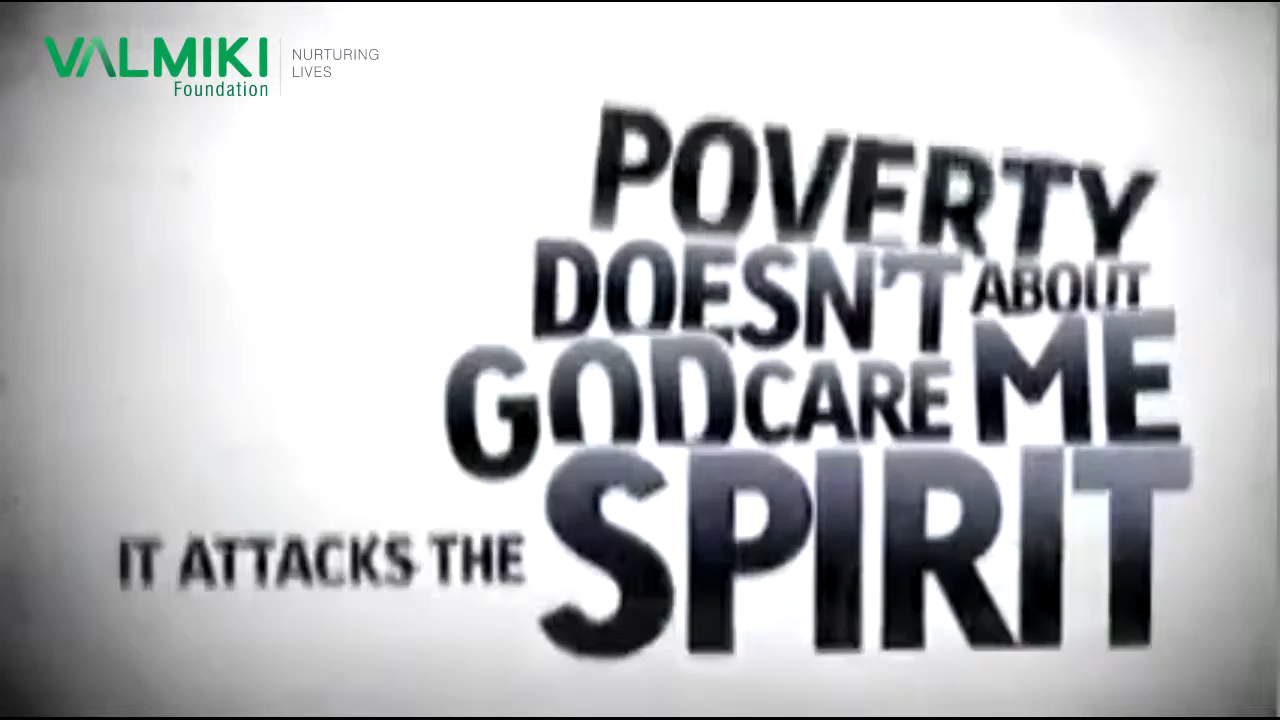 VALMIKI
Foundation
NURTURING
LIVES
POVERTY
DOESN'T ABOUT
GOD CARE ME
IT ATTACKS THE SPIRIT